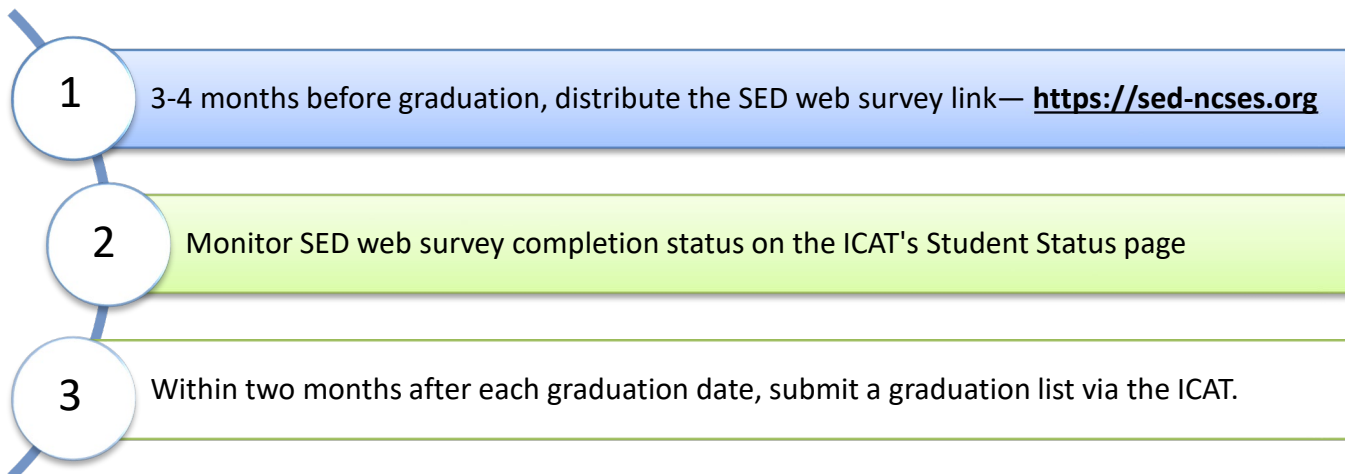 1
3-4 months before graduation, distribute the SED web survey link— https://sed-ncses.org
2
Monitor SED web survey completion status on the ICAT's Student Status page
3
Within two months after each graduation date, submit a graduation list via the ICAT.